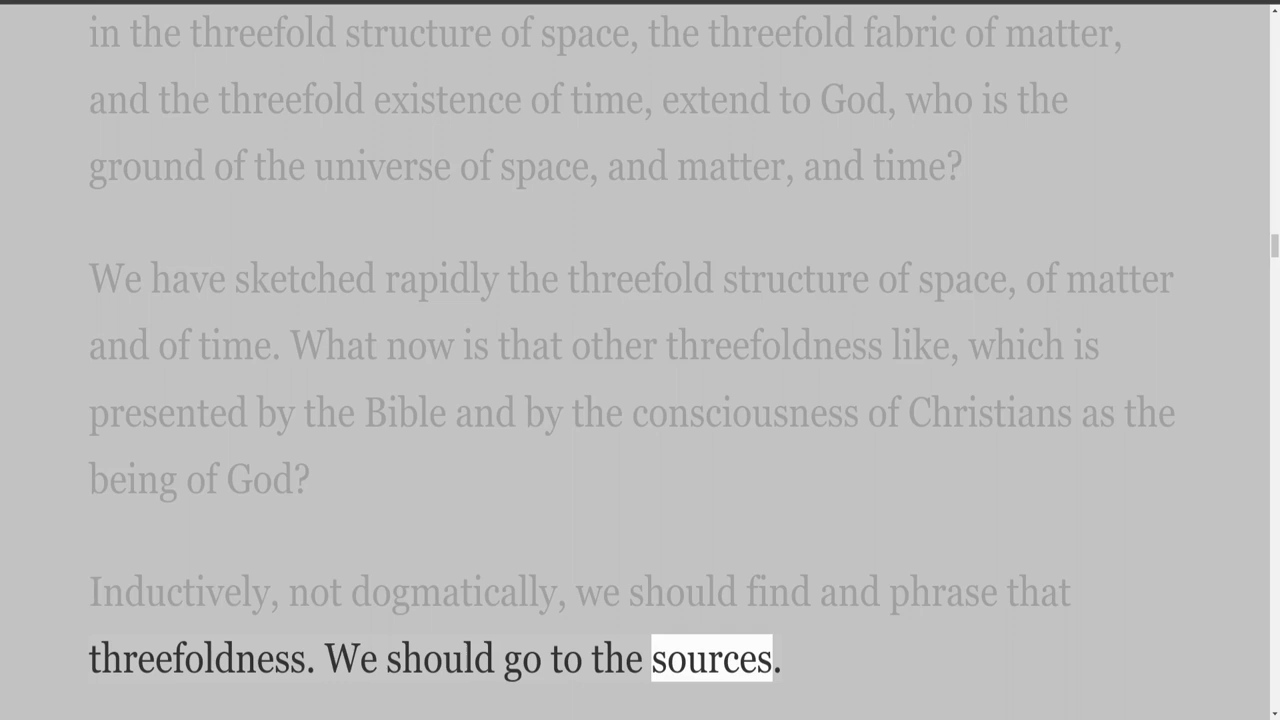 in the threefold structure of space, the threefold fabric of matter,
and the threefold existence of time, extend to God, who is the
ground of the universe of space, and matter, and time?
We have sketched rapidly the threefold structure of space, of matter
and of time. What now is that other threefoldness like, which is
presented by the Bible and by the consciousness of Christians as the
being of God?
Inductively, not dogmatically, we should find and phrase that
threefoldness. We should go to the sources.